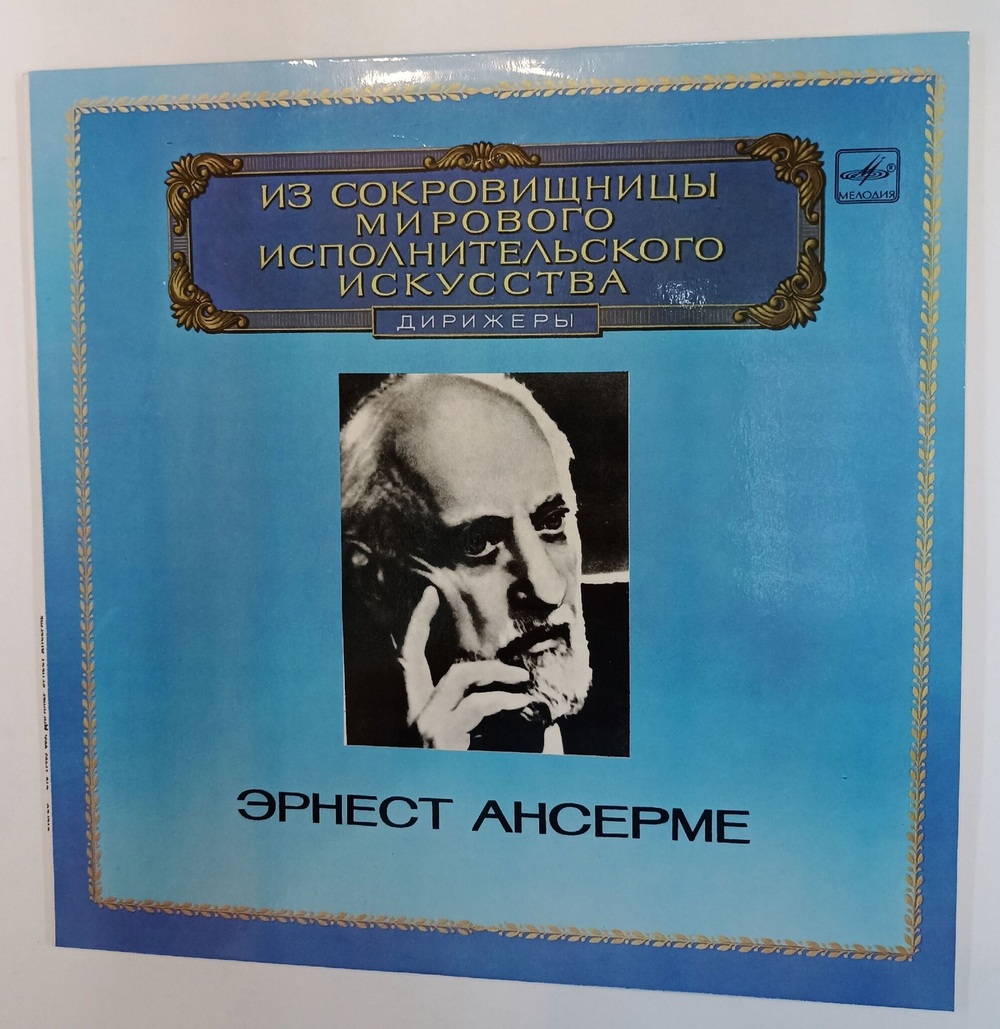 ИЗ СОКРОВИЩНИЦЫ
МИРОВОГО
ИСПОЛНИТЕЛЬСКОГО
ИСКУССТВА
ДИРИЖЕРЫ
®
МЕЛОДИЯ
ЭРНЕСТ АНСЕРМЕ